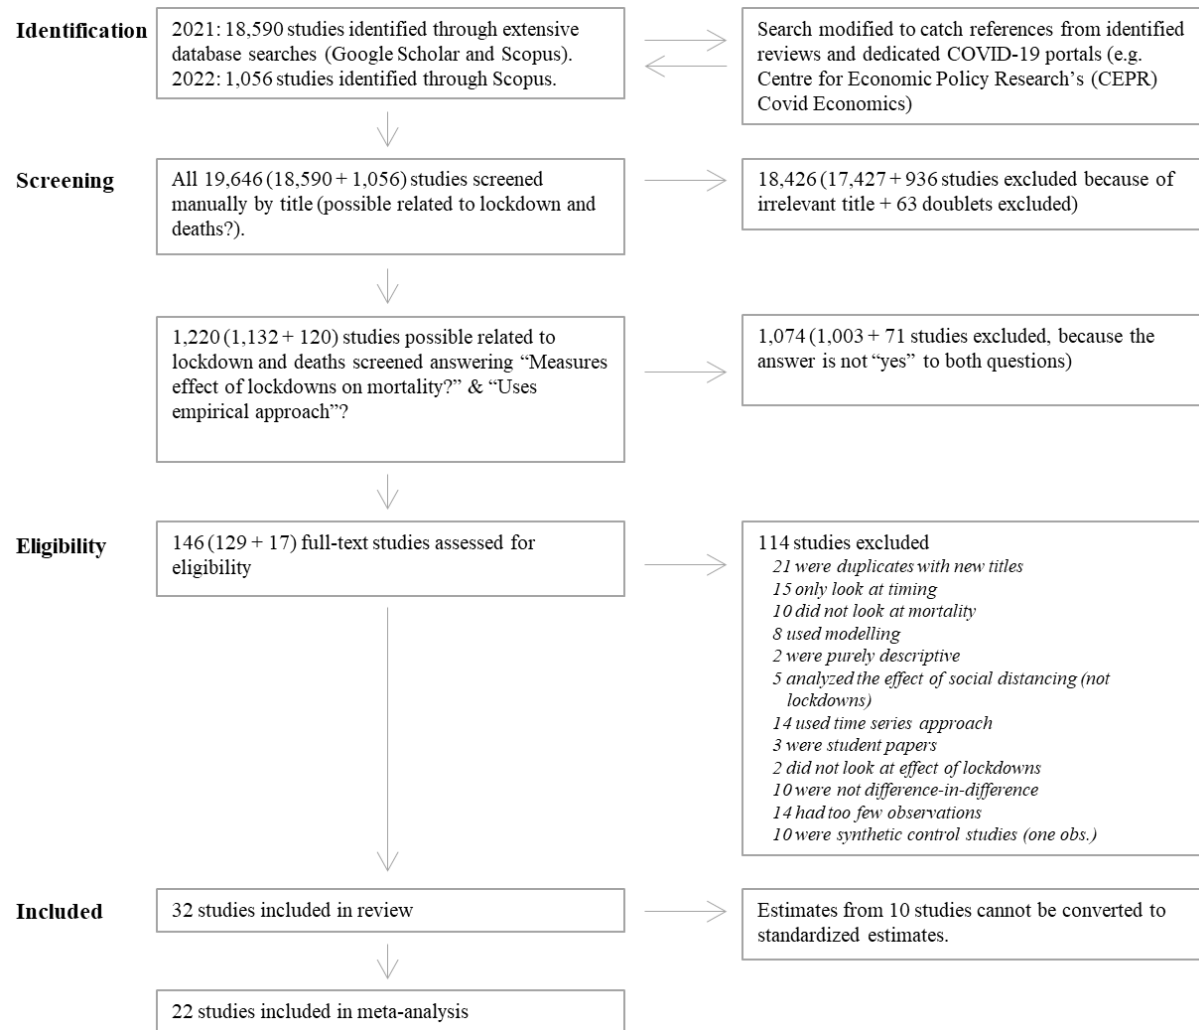 Identification
2021: 18,590 studies identified through extensive
database searches (Google Scholar and Scopus).
2022: 1,056 studies identified through Scopus.
Search modified to catch references from identified
reviews and dedicated COVID-19 portals (e.g.
Centre for Economic Policy Research's (CEPR)
Covid Economics)
Screening
All 19,646 (18,590 + 1,056) studies screened
manually by title (possible related to lockdown and
deaths?).
18,426 (17,427 + 936 studies excluded because of
irrelevant title + 63 doublets excluded)
1,220 (1,132 + 120) studies possible related to
lockdown and deaths screened answering “Measures
effect of lockdowns on mortality?” & “Uses
empirical approach”?
1,074 (1,003 + 71 studies excluded, because the
answer is not “yes” to both questions)
Eligibility
146 (129 + 17) full-text studies assessed for
eligibility
114 studies excluded
21 were duplicates with new titles
15 only look at timing
10 did not look at mortality
8 used modelling
2 were purely descriptive
5 analyzed the effect of social distancing (not
lockdowns)
14 used time series approach
3 were student papers
2 did not look at effect of lockdowns
10 were not difference-in-difference
14 had too few observations
10 were synthetic control studies (one obs.)
Included
32 studies included in review
Estimates from 10 studies cannot be converted to
standardized estimates.
22 studies included in meta-analysis